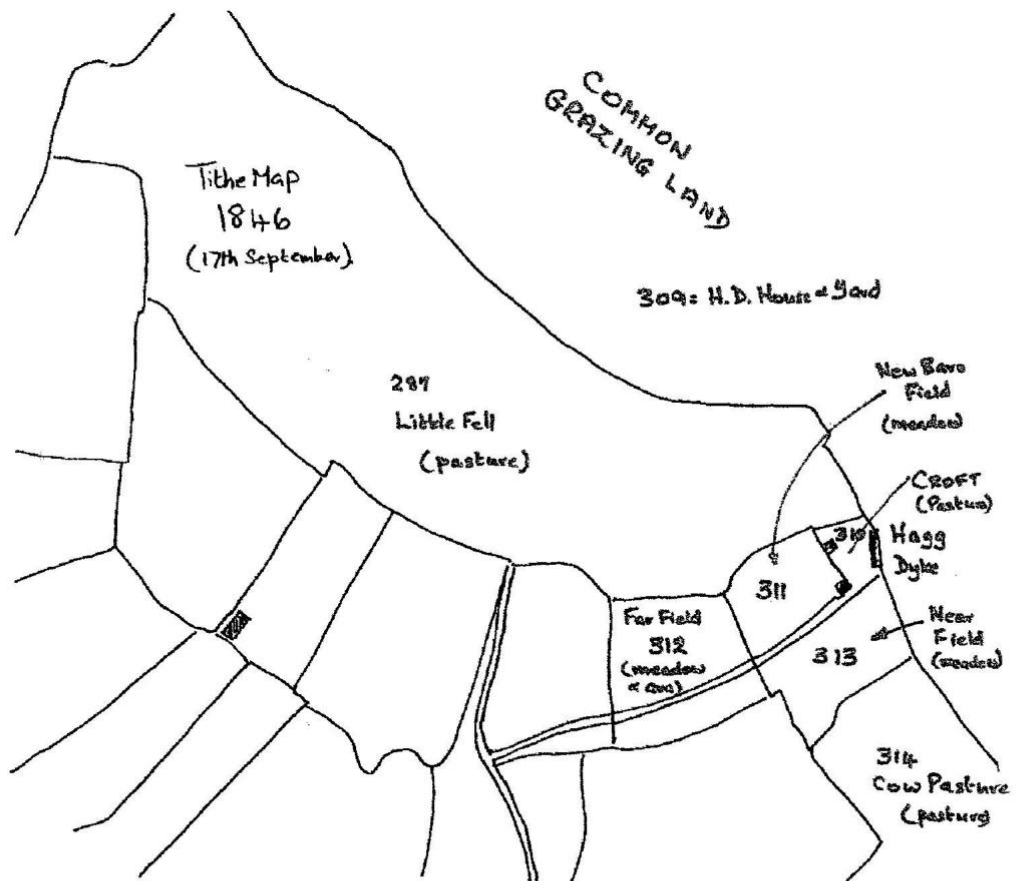 COMMON
GRAZING LAND
Tithe Map
1846
(17th September)
309 = H.D. House & Yard
New Barn
Field
(meadow)
287
Little Fell
(pasture)
CROFT
(Pasture)
310
Hagg
Dyke
311
Far Field
312
(meadow
&
Near
Field
(meadow)
313
314
Cow Pasture
(pasture)